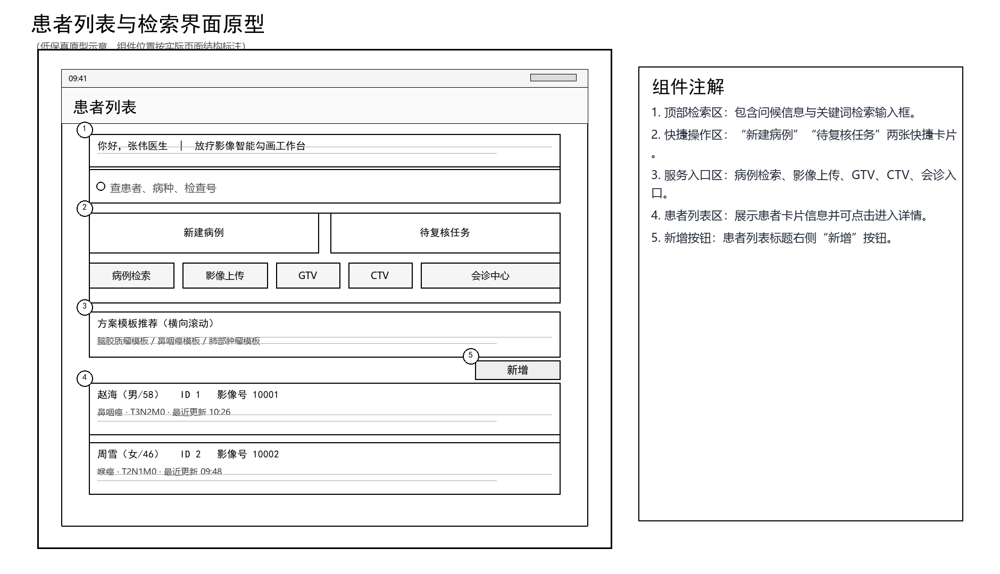 患者列表与检索界面原型
（低保真原型示意，组件位置按实际页面结构标注）
09:41
患者列表
1
你好，张伟医生 | 放疗影像智能勾画工作台
查患者、病种、检查号
2
新建病例
待复核任务
病例检索
影像上传
GTV
CTV
会诊中心
3
方案模板推荐（横向滚动）
脑胶质瘤模板 / 鼻咽癌模板 / 肺部肿瘤模板
5
新增
4
赵海（男/58） ID 1 影像号 10001
鼻咽癌 · T3N2M0 · 最近更新 10:26
周雪（女/46） ID 2 影像号 10002
喉癌 · T2N1M0 · 最近更新 09:48
组件注解
1. 顶部检索区：包含问候信息与关键词检索输入框。
2. 快捷操作区：“新建病例”“待复核任务”两张快捷卡片
。
3. 服务入口区：病例检索、影像上传、GTV、CTV、会诊入
口。
4. 患者列表区：展示患者卡片信息并可点击进入详情。
5. 新增按钮：患者列表标题右侧“新增”按钮。